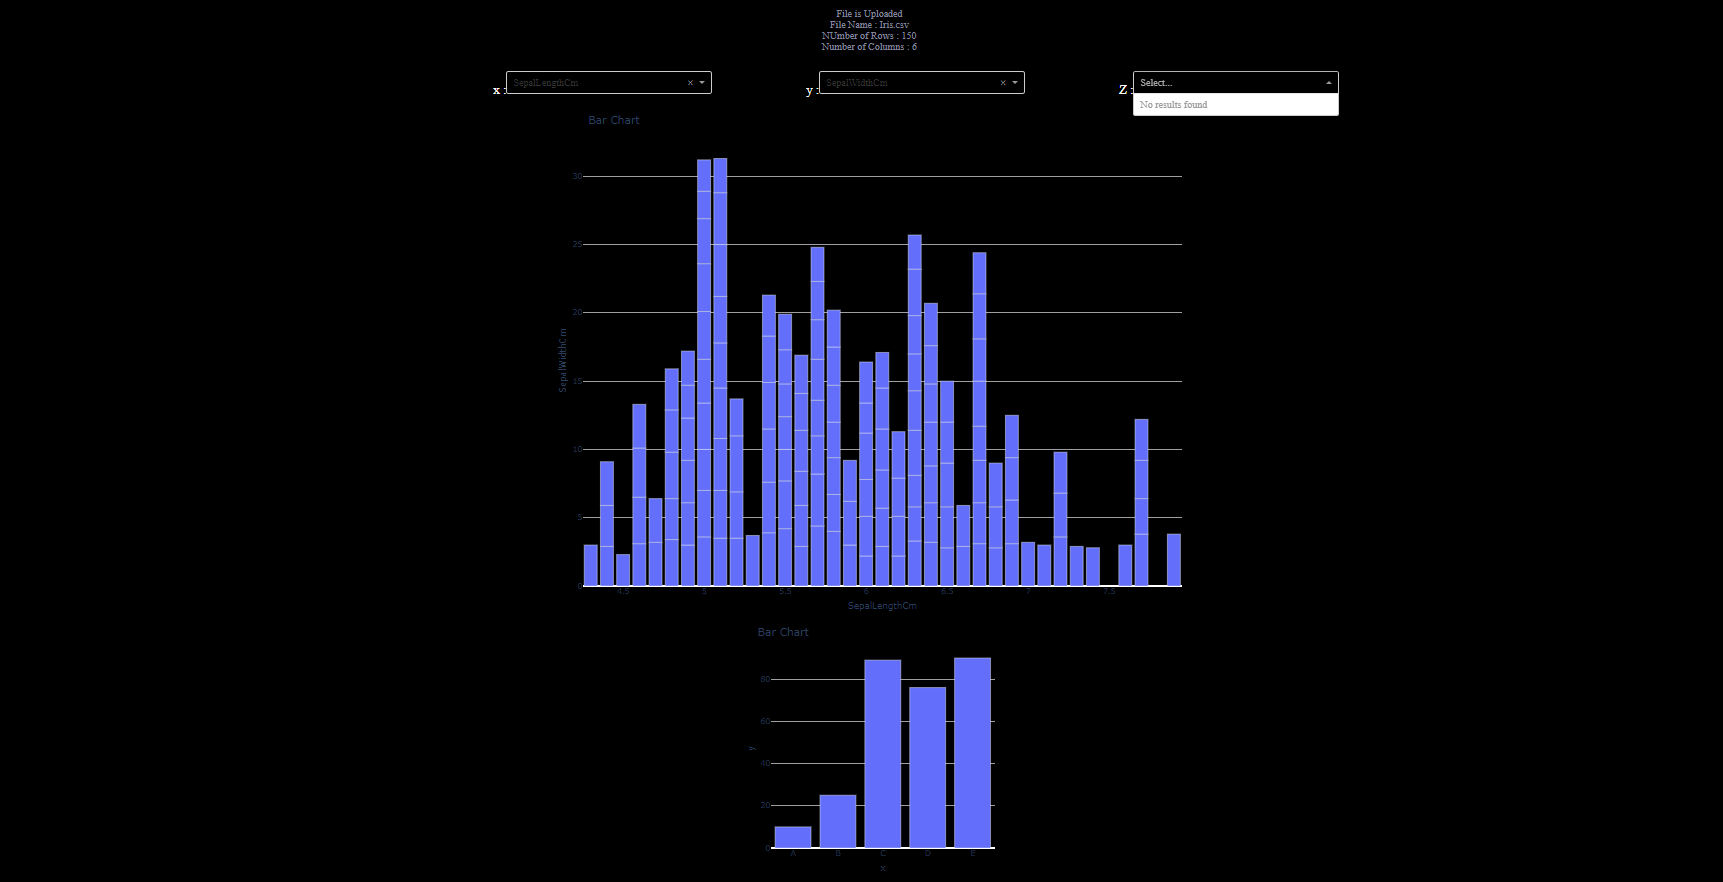 File is Uploaded
File Name : Iris.csv
NUmber of Rows : 150
Number of Columns : 6
x : SepalLengthCm × y : SepalWidthCm × Z : Select...
No results found
Bar Chart
30
25
20
15
10
5
0
SepalWidthCm
4.5 5 5.5 6 6.5 7 7.5
SepalLengthCm
Bar Chart
80
60
40
20
0
y
A B C D E
x